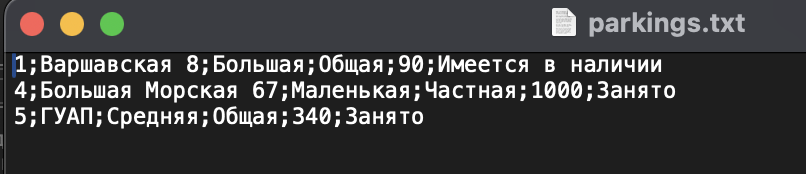 parkings.txt
1;Варшавская 8;Большая;Общая;90;Имеется в наличии
4;Большая Морская 67;Маленькая;Частная;1000;Занято
5;ГУАП;Средняя;Общая;340;Занято